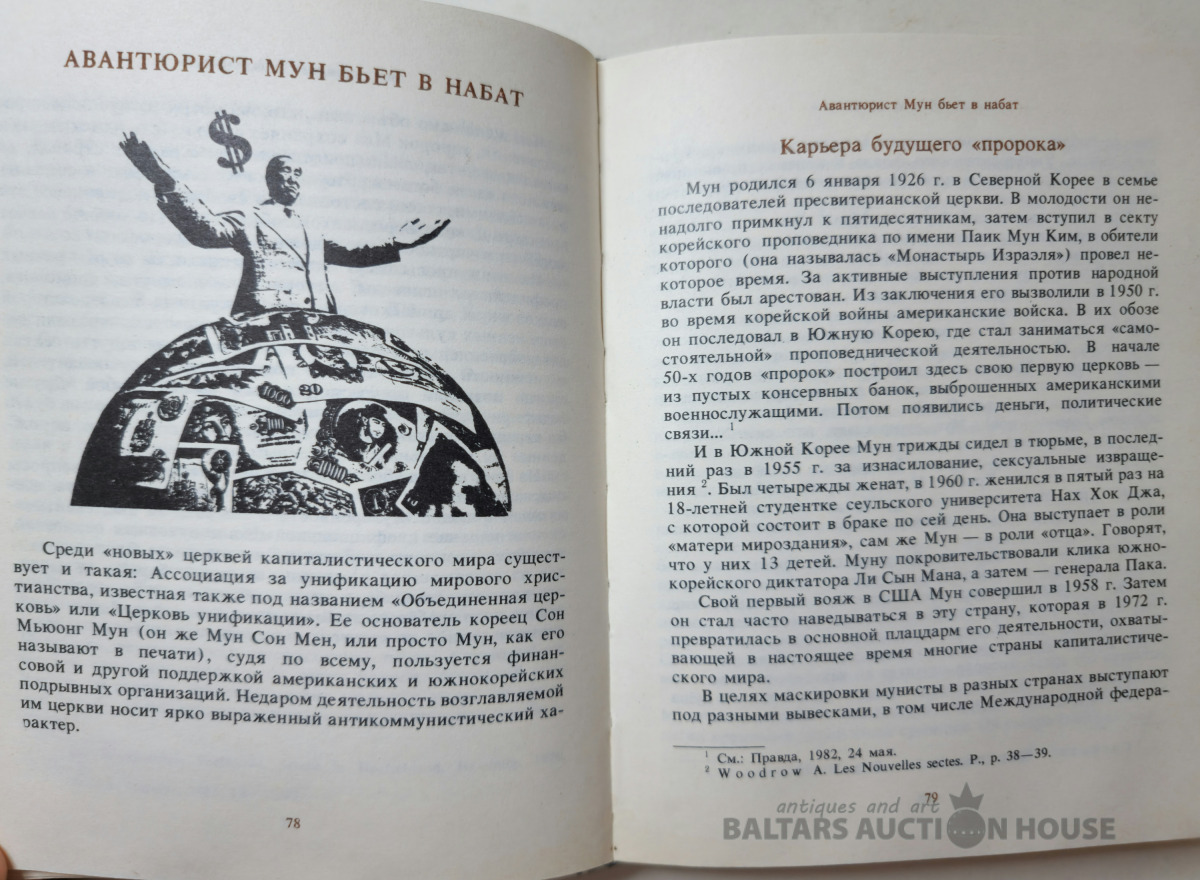 АВАНТЮРИСТ МУН БЬЕТ В НАБАТ
$
1000
20
100
1000
Среди «новых» церквей капиталистического мира сущест-
вует и такая: Ассоциация за унификацию мирового хрис-
тианства, известная также под названием «Объединенная цер-
ковь» или «Церковь унификации». Ее основатель кореец Сон
Мьюонг Мун (он же Мун Сон Мен, или просто Мун, как его
называют в печати), судя по всему, пользуется финан-
совой и другой поддержкой американских и южнокорейских
подрывных организаций. Недаром деятельность возглавляемой
им церкви носит ярко выраженный антикоммунистический ха-
рактер.
78
Авантюрист Мун бьет в набат
Карьера будущего «пророка»
Мун родился 6 января 1926 г. в Северной Корее в семье
последователей пресвитерианской церкви. В молодости он не-
надолго примкнул к пятидесятникам, затем вступил в секту
корейского проповедника по имени Паик Мун Ким, в обители
которого (она называлась «Монастырь Израэля») провел не-
которое время. За активные выступления против народной
власти был арестован. Из заключения его вызволили в 1950 г.
во время корейской войны американские войска. В их обозе
он последовал в Южную Корею, где стал заниматься «само-
стоятельной» проповеднической деятельностью. В начале
50-х годов «пророк» построил здесь свою первую церковь —
из пустых консервных банок, выброшенных американскими
военнослужащими. Потом появились деньги, политические
связи... 1
И в Южной Корее Мун трижды сидел в тюрьме, в послед-
ний раз в 1955 г. за изнасилование, сексуальные извраще-
ния 2. Был четырежды женат, в 1960 г. женился в пятый раз на
18-летней студентке сеульского университета Нах Хок Джа,
с которой состоит в браке по сей день. Она выступает в роли
«матери мироздания», сам же Мун — в роли «отца». Говорят,
что у них 13 детей. Муну покровительствовали клика южно-
корейского диктатора Ли Сын Мана, а затем — генерала Пака.
Свой первый вояж в США Мун совершил в 1958 г. Затем
он стал часто наведываться в эту страну, которая в 1972 г.
превратилась в основной плацдарм его деятельности, охваты-
вающей в настоящее время многие страны капиталистиче-
ского мира.
В целях маскировки мунисты в разных странах выступают
под разными вывесками, в том числе Международной федера-
1 См.: Правда, 1982, 24 мая.
2 Woodrow A. Les Nouvelles sectes. P., p. 38—39.
79
antiques and art
BALTARS AUCTION HOUSE